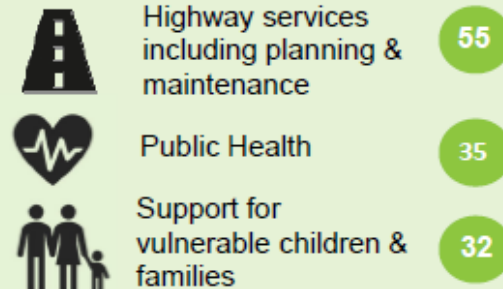 Highway services
including planning &
maintenance
55
Public Health
35
Support for
vulnerable children &
families
32